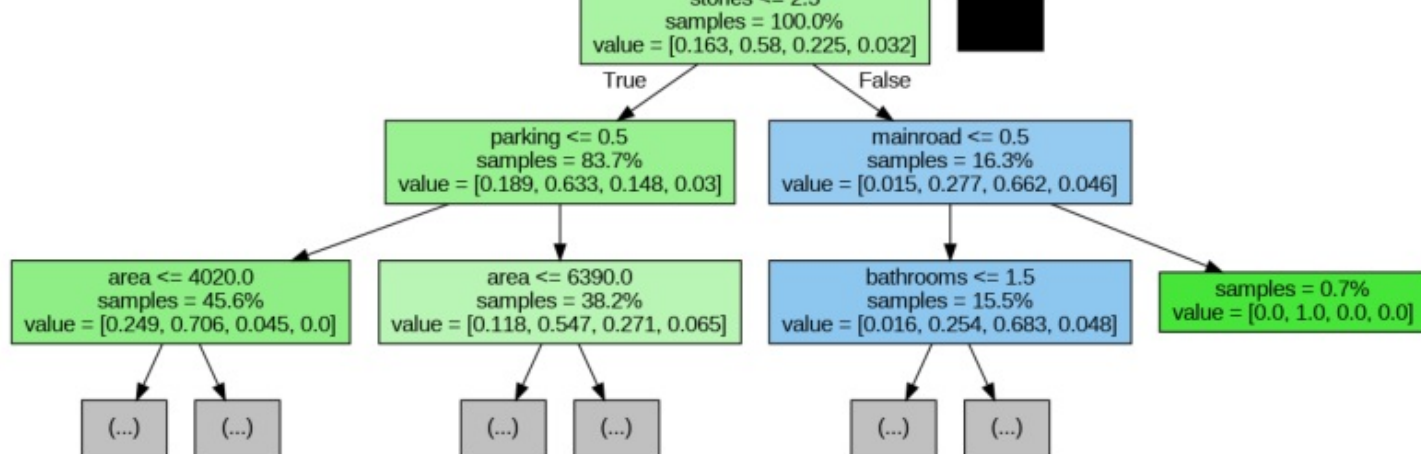 stories <= 2.5
samples = 100.0%
value = [0.163, 0.58, 0.225, 0.032]
True
False
parking <= 0.5
samples = 83.7%
value = [0.189, 0.633, 0.148, 0.03]
mainroad <= 0.5
samples = 16.3%
value = [0.015, 0.277, 0.662, 0.046]
area <= 4020.0
samples = 45.6%
value = [0.249, 0.706, 0.045, 0.0]
area <= 6390.0
samples = 38.2%
value = [0.118, 0.547, 0.271, 0.065]
bathrooms <= 1.5
samples = 15.5%
value = [0.016, 0.254, 0.683, 0.048]
samples = 0.7%
value = [0.0, 1.0, 0.0, 0.0]
(...)
(...)
(...)
(...)
(...)
(...)